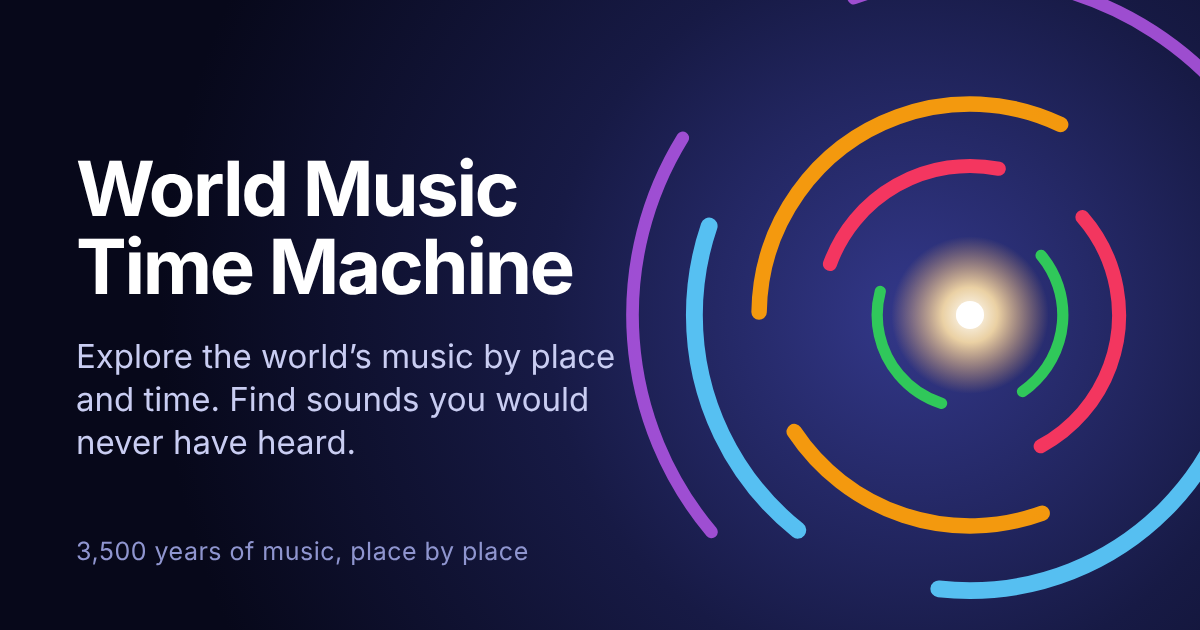 World Music
Time Machine
Explore the world’s music by place
and time. Find sounds you would
never have heard.
3,500 years of music, place by place